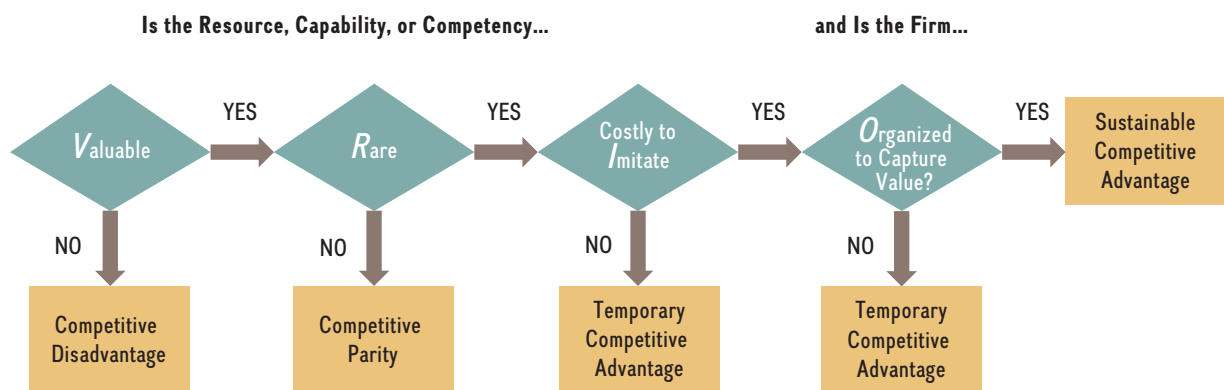 Is the Resource, Capability, or Competency...
and Is the Firm...
Valuable
YES
Rare
YES
Costly to
Imitate
YES
Organized
to Capture
Value?
YES
Sustainable
Competitive
Advantage
NO
NO
NO
NO
Competitive
Disadvantage
Competitive
Parity
Temporary
Competitive
Advantage
Temporary
Competitive
Advantage